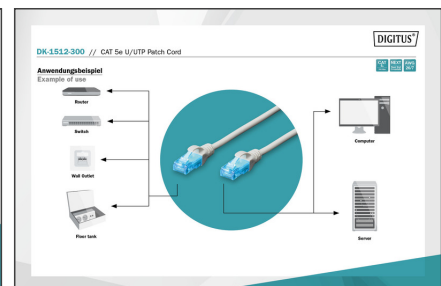 DIGITUS®
DK-1512-300 // CAT 5e U/UTP Patch Cord
Anwendungsbeispiel
Example of use
Router
Switch
Wall Outlet
Floor tank
Computer
Server